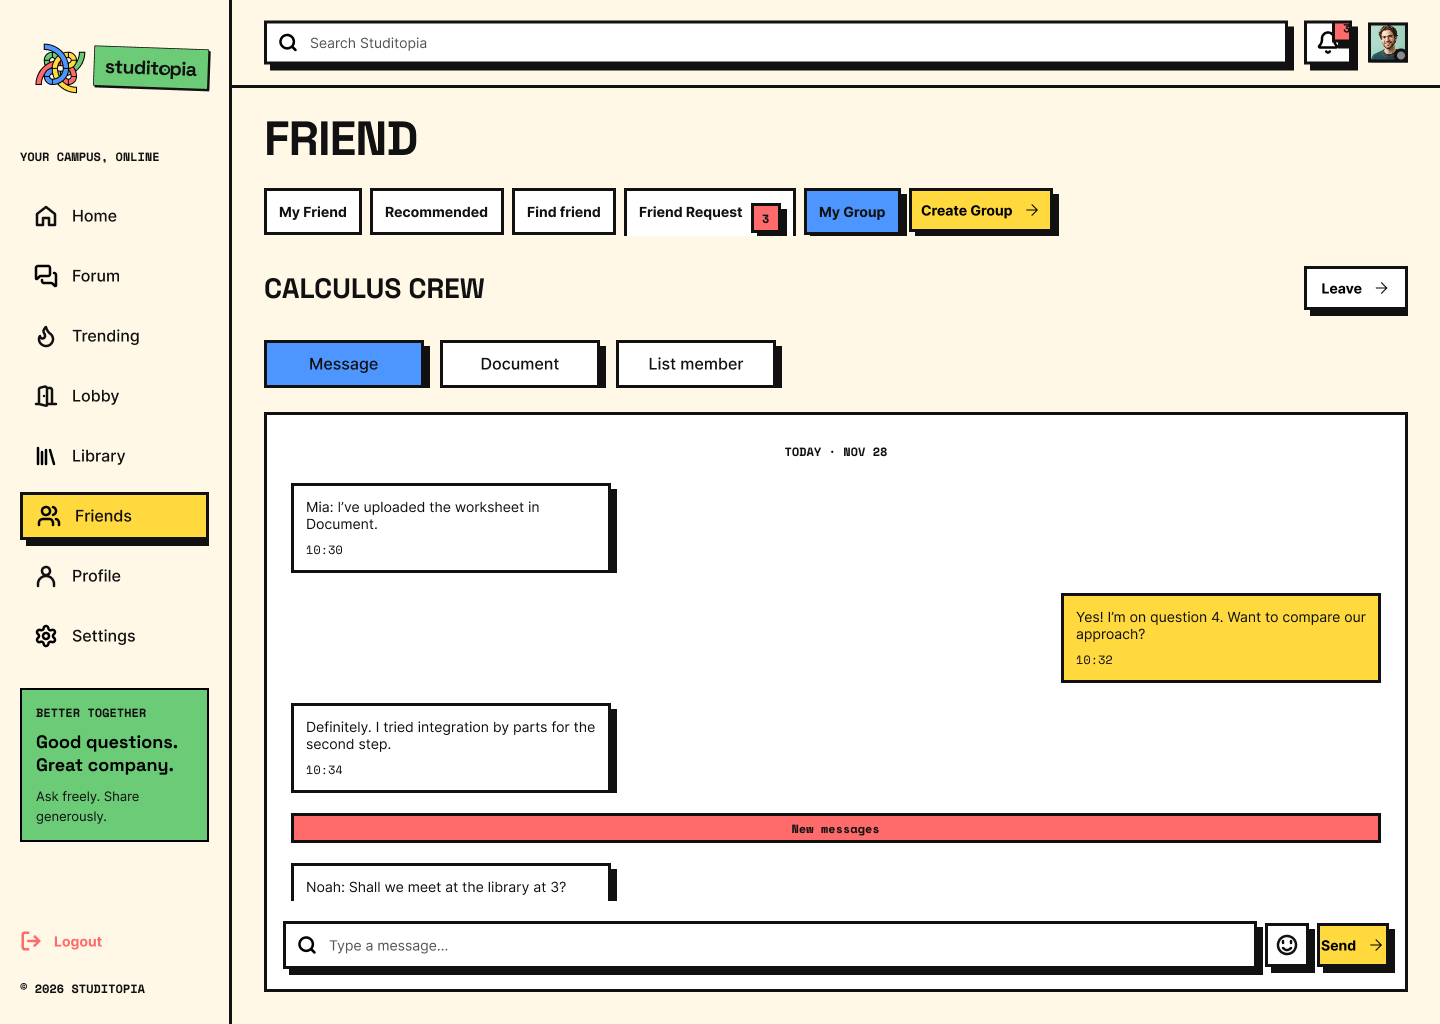 studitopia
Search Studitopia
3
YOUR CAMPUS, ONLINE
Home
Forum
Trending
Lobby
Library
Friends
Profile
Settings
BETTER TOGETHER
Good questions.
Great company.
Ask freely. Share
generously.
Logout
© 2026 STUDITOPIA
FRIEND
My Friend
Recommended
Find friend
Friend Request 3
My Group
Create Group
CALCULUS CREW
Leave
Message
Document
List member
TODAY · NOV 28
Mia: I’ve uploaded the worksheet in
Document.
10:30
Yes! I’m on question 4. Want to compare our
approach?
10:32
Definitely. I tried integration by parts for the
second step.
10:34
New messages
Noah: Shall we meet at the library at 3?
Type a message...
Send